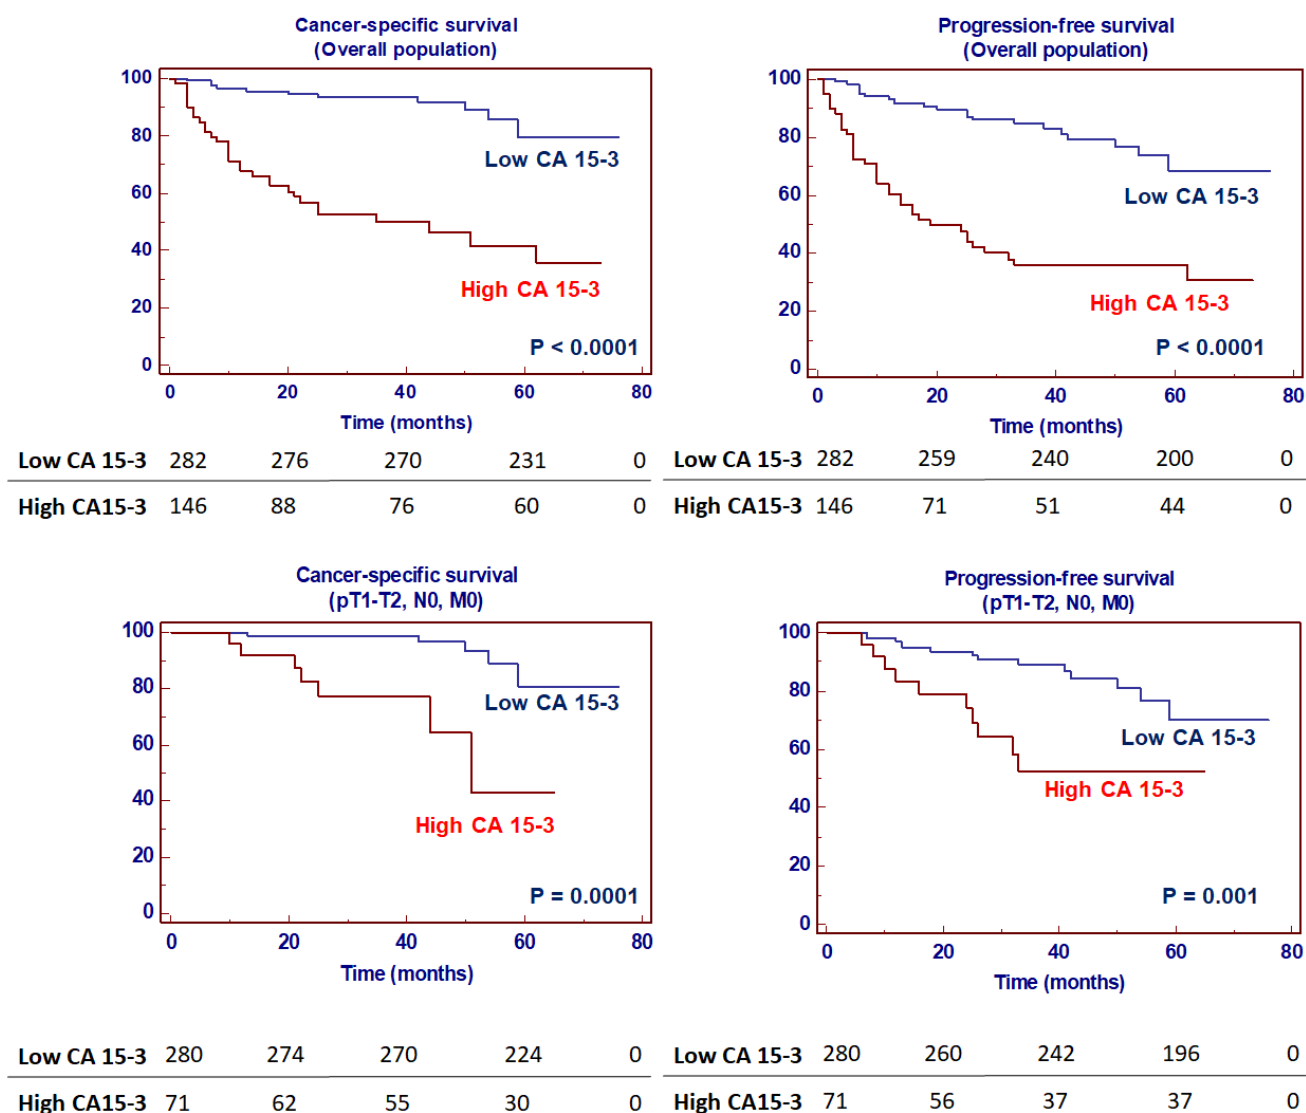 Cancer-specific survival
(Overall population)
100
80
60
40
20
0
Low CA 15-3
High CA 15-3
P < 0.0001
0 20 40 60 80
Time (months)
Low CA 15-3 282 276 270 231 0
High CA15-3 146 88 76 60 0
Progression-free survival
(Overall population)
100
80
60
40
20
0
Low CA 15-3
High CA 15-3
P < 0.0001
0 20 40 60 80
Time (months)
Low CA 15-3 282 259 240 200 0
High CA15-3 146 71 51 44 0
Cancer-specific survival
(pT1-T2, N0, M0)
100
80
60
40
20
0
Low CA 15-3
High CA 15-3
P = 0.0001
0 20 40 60 80
Time (months)
Low CA 15-3 280 274 270 224 0
High CA15-3 71 62 55 30 0
Progression-free survival
(pT1-T2, N0, M0)
100
80
60
40
20
0
Low CA 15-3
High CA 15-3
P = 0.001
0 20 40 60 80
Time (months)
Low CA 15-3 280 260 242 196 0
High CA15-3 71 56 37 37 0